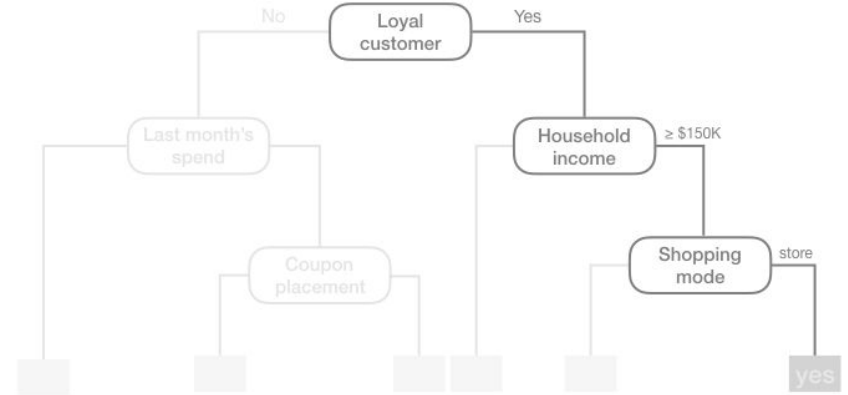 No
Loyal
customer
Yes
Last month's
spend
Household
income
≥ $150K
Coupon
placement
Shopping
mode
store
yes